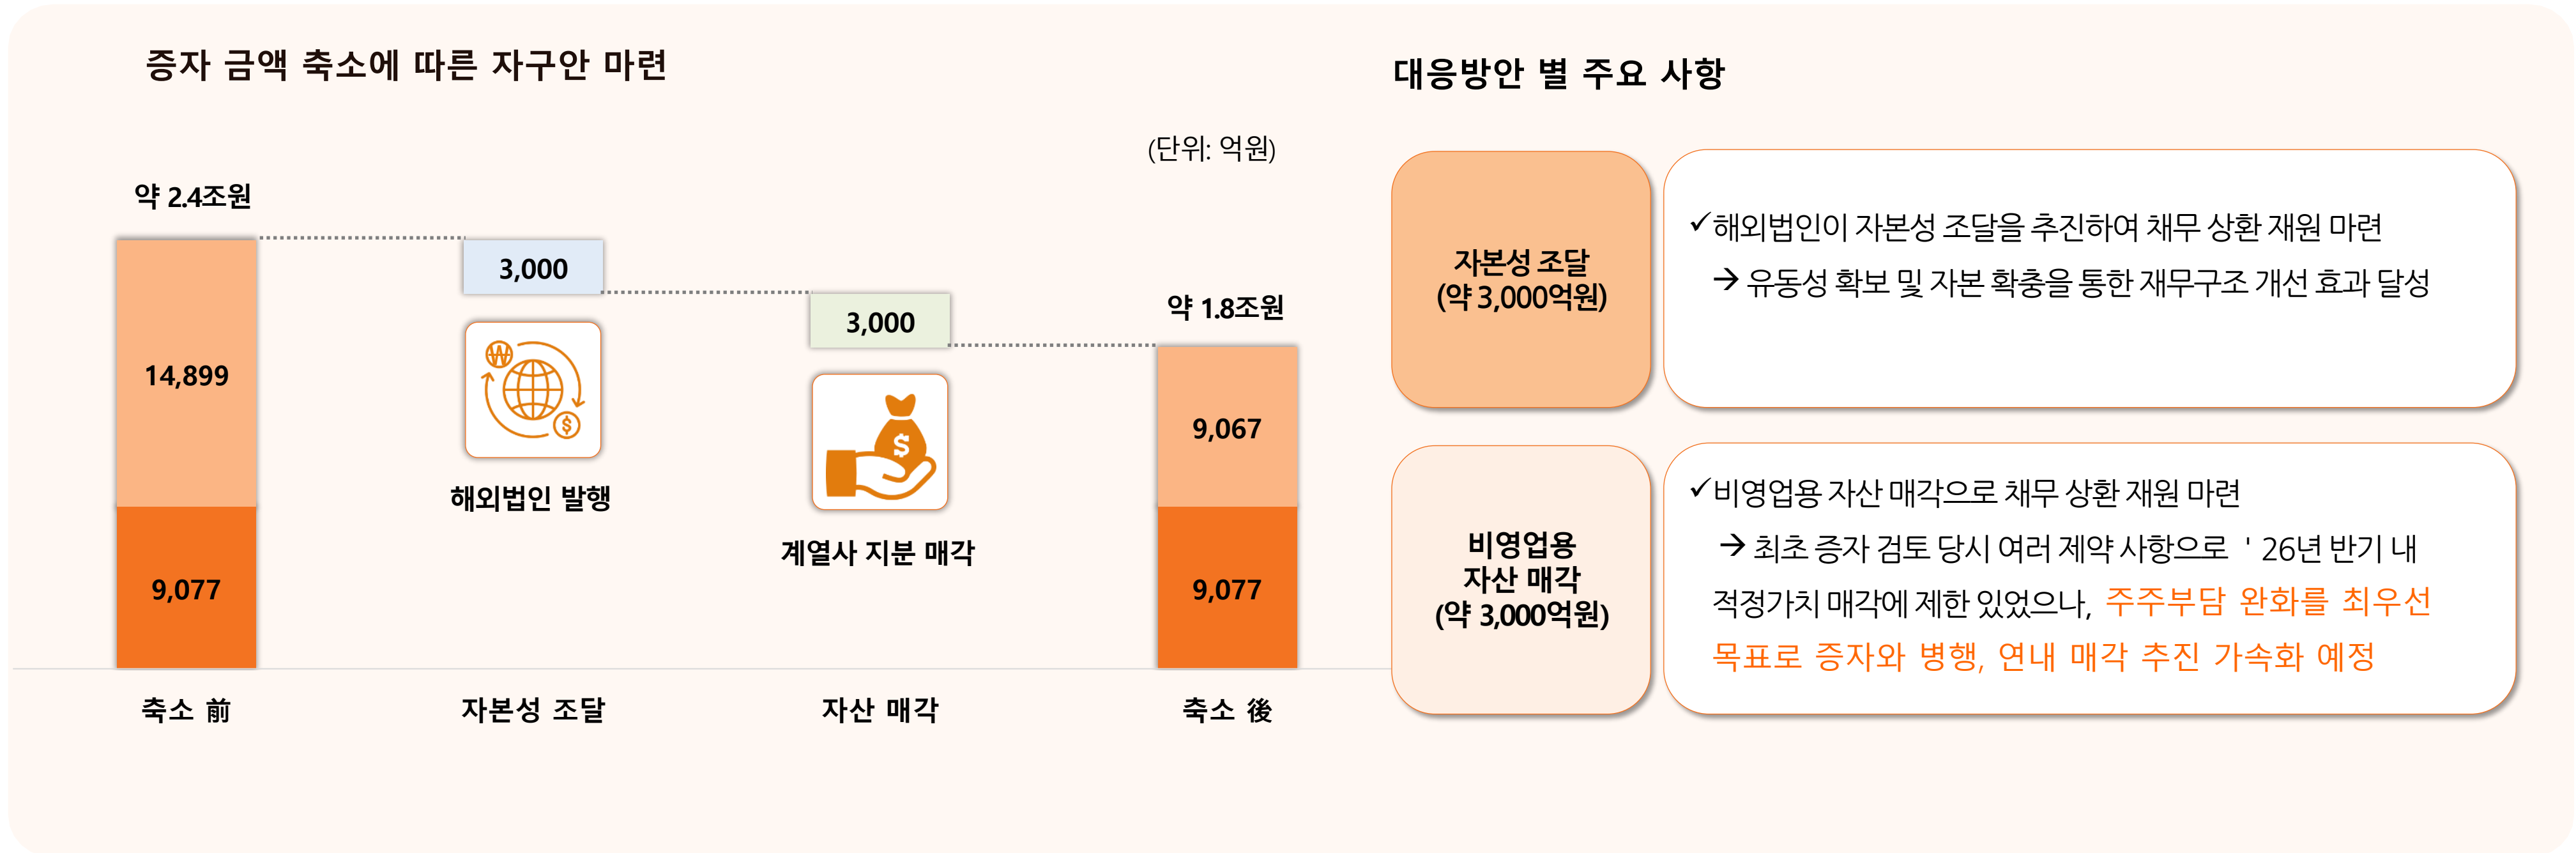 증자 금액 축소에 따른 자구안 마련
(단위: 억원)
약 2.4조원
14,899
9,077
축소 前
3,000
해외법인 발행
자본성 조달
3,000
계열사 지분 매각
자산 매각
약 1.8조원
9,067
9,077
축소 後
대응방안 별 주요 사항
자본성 조달
(약 3,000억원)
✓해외법인이 자본성 조달을 추진하여 채무 상환 재원 마련
→ 유동성 확보 및 자본 확충을 통한 재무구조 개선 효과 달성
비영업용
자산 매각
(약 3,000억원)
✓비영업용 자산 매각으로 채무 상환 재원 마련
→ 최초 증자 검토 당시 여러 제약 사항으로 ' 26년 반기 내
적정가치 매각에 제한 있었으나, 주주부담 완화를 최우선
목표로 증자와 병행, 연내 매각 추진 가속화 예정